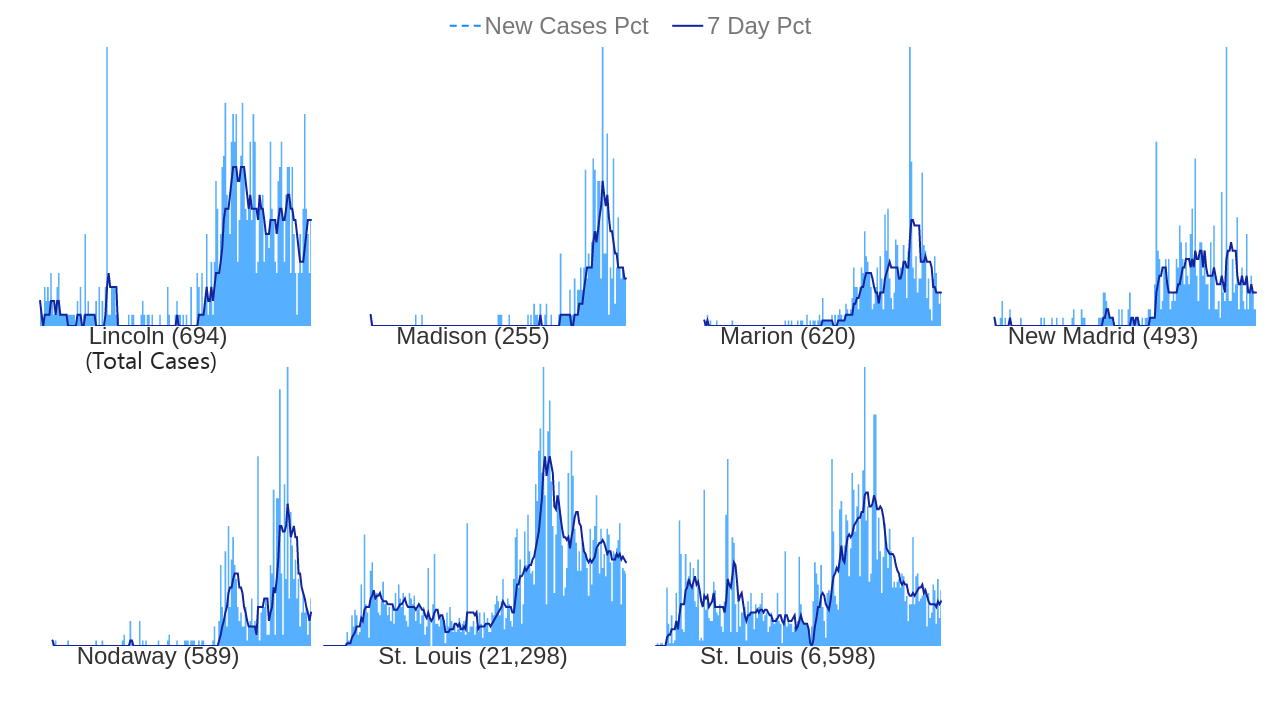 New Cases Pct 7 Day Pct
Lincoln (694)
(Total Cases)
Madison (255)
Marion (620)
New Madrid (493)
Nodaway (589)
St. Louis (21,298)
St. Louis (6,598)